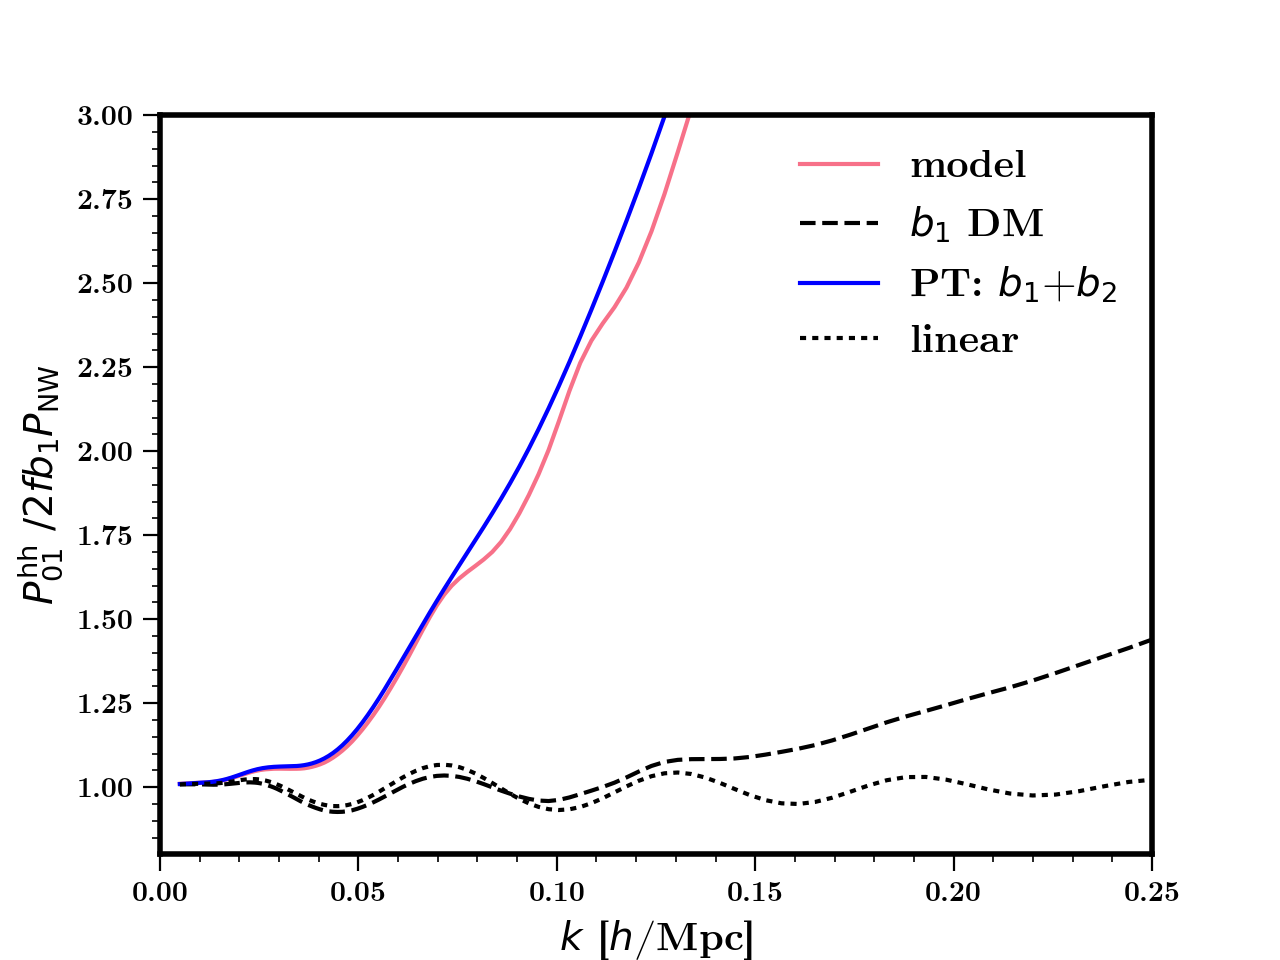 3.00
2.75
2.50
2.25
2.00
1.75
1.50
1.25
1.00
P₀₁ʰʰ /2fb₁P_NW
model
b₁ DM
PT: b₁+b₂
linear
0.00 0.05 0.10 0.15 0.20 0.25
k [h/Mpc]